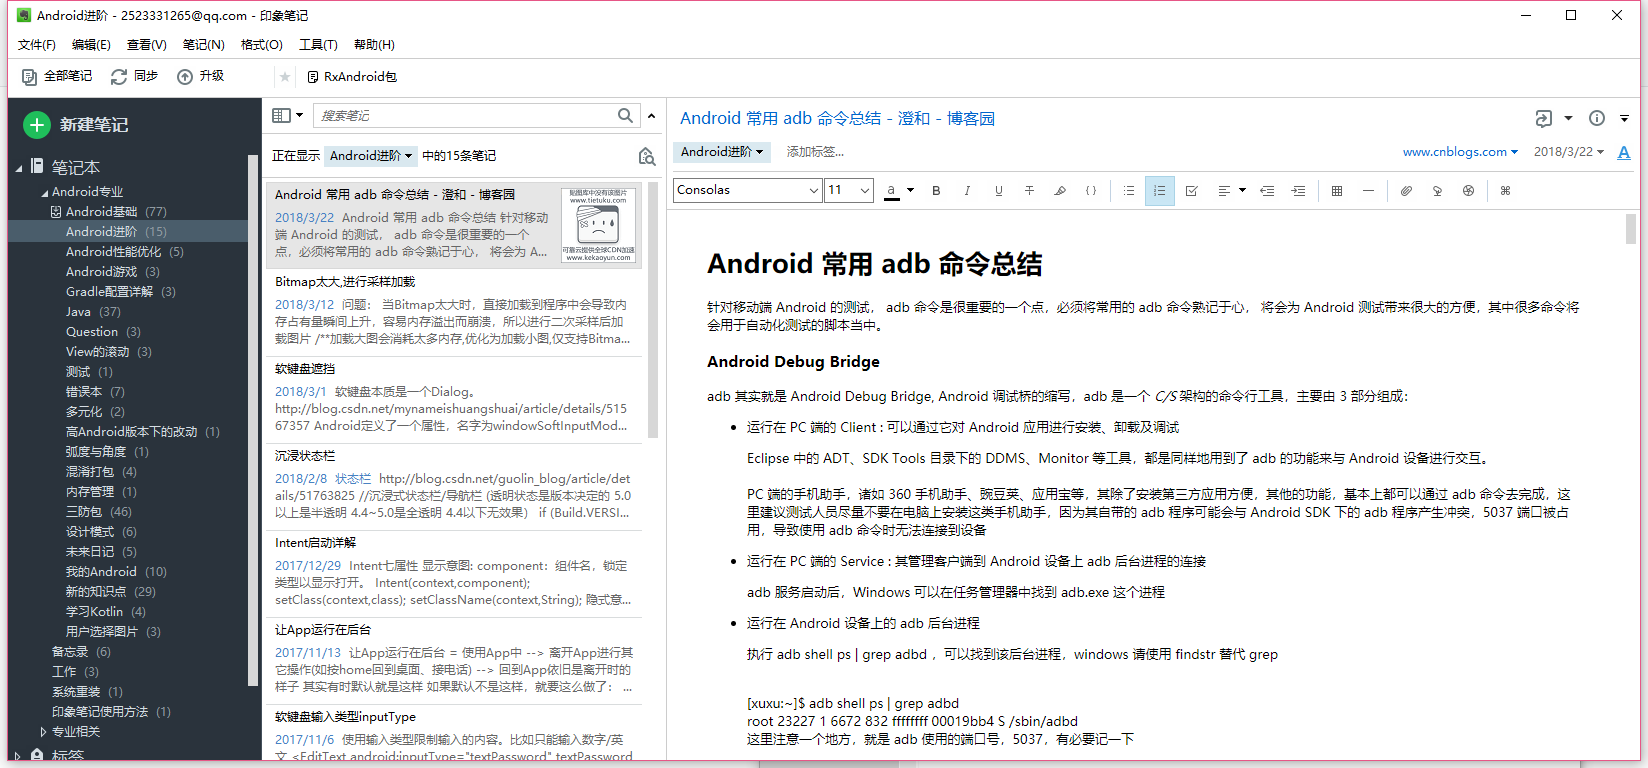 Android进阶 - 2523331265@qq.com - 印象笔记
文件(F) 编辑(E) 查看(V) 笔记(N) 格式(O) 工具(T) 帮助(H)
全部笔记 同步 升级 RxAndroid包
新建笔记
笔记本
Android专业
Android基础 (77)
Android进阶 (15)
Android性能优化 (5)
Android游戏 (3)
Gradle配置详解 (3)
Java (37)
Question (3)
View的滚动 (3)
测试 (1)
错误本 (7)
多元化 (2)
高Android版本下的改动 (1)
弧度与角度 (1)
混淆打包 (4)
内存管理 (1)
三防包 (46)
设计模式 (6)
未来日记 (5)
我的Android (10)
新的知识点 (29)
学习Kotlin (4)
用户选择图片 (3)
备忘录 (6)
工作 (3)
系统重装 (1)
印象笔记使用方法 (1)
专业相关
标签
搜索笔记
正在显示 Android进阶 中的15条笔记
Android 常用 adb 命令总结 - 澄和 - 博客园
2018/3/22 Android 常用 adb 命令总结 针对移动
端 Android 的测试， adb 命令是很重要的一个
点，必须将常用的 adb 命令熟记于心， 将会为 A...
贴图库中没有该图片
www.tietuku.com
可靠云提供全球CDN加速
www.kekaoyun.com
Bitmap太大,进行采样加载
2018/3/12 问题： 当Bitmap太大时，直接加载到程序中会导致内
存占有量瞬间上升，容易内存溢出而崩溃，所以进行二次采样后加
载图片 /**加载大图会消耗太多内存,优化为加载小图,仅支持Bitma...
软键盘遮挡
2018/3/1 软键盘本质是一个Dialog。
http://blog.csdn.net/mynameishuangshuai/article/details/515
67357 Android定义了一个属性，名字为windowSoftInputMod...
沉浸状态栏
2018/2/8 状态栏 http://blog.csdn.net/guolin_blog/article/det
ails/51763825 //沉浸式状态栏/导航栏 (透明状态是版本决定的 5.0
以上是半透明 4.4~5.0是全透明 4.4以下无效果） if (Build.VERSI...
Intent启动详解
2017/12/29 Intent七属性 显示意图: component：组件名，锁定
类型以显示打开。 Intent(context,component);
setClass(context,class); setClassName(context,String); 隐式意...
让App运行在后台
2017/11/13 让App运行在后台 = 使用App中 --> 离开App进行其
它操作(如按home回到桌面、接电话) --> 回到App依旧是离开时的
样子 其实有时默认就是这样 如果默认不是这样，就要这么做了： ...
软键盘输入类型inputType
2017/11/6 使用输入类型限制输入的内容。比如只能输入数字/英
文 <EditText android:inputType="textPassword" textPassword
Android 常用 adb 命令总结 - 澄和 - 博客园
Android进阶 添加标签... www.cnblogs.com 2018/3/22 A
Consolas 11 a B I U T { }
Android 常用 adb 命令总结
针对移动端 Android 的测试， adb 命令是很重要的一个点，必须将常用的 adb 命令熟记于心， 将会为 Android 测试带来很大的方便，其中很多命令将
会用于自动化测试的脚本当中。
Android Debug Bridge
adb 其实就是 Android Debug Bridge, Android 调试桥的缩写，adb 是一个 C/S 架构的命令行工具，主要由 3 部分组成：
• 运行在 PC 端的 Client : 可以通过它对 Android 应用进行安装、卸载及调试
Eclipse 中的 ADT、SDK Tools 目录下的 DDMS、Monitor 等工具，都是同样地用到了 adb 的功能来与 Android 设备进行交互。
PC 端的手机助手，诸如 360 手机助手、豌豆荚、应用宝等，其除了安装第三方应用方便，其他的功能，基本上都可以通过 adb 命令去完成，这
里建议测试人员尽量不要在电脑上安装这类手机助手，因为其自带的 adb 程序可能会与 Android SDK 下的 adb 程序产生冲突，5037 端口被占
用，导致使用 adb 命令时无法连接到设备
• 运行在 PC 端的 Service : 其管理客户端到 Android 设备上 adb 后台进程的连接
adb 服务启动后，Windows 可以在任务管理器中找到 adb.exe 这个进程
• 运行在 Android 设备上的 adb 后台进程
执行 adb shell ps | grep adbd ，可以找到该后台进程，windows 请使用 findstr 替代 grep
[xuxu:~]$ adb shell ps | grep adbd
root 23227 1 6672 832 ffffffff 00019bb4 S /sbin/adbd
这里注意一个地方，就是 adb 使用的端口号，5037，有必要记一下